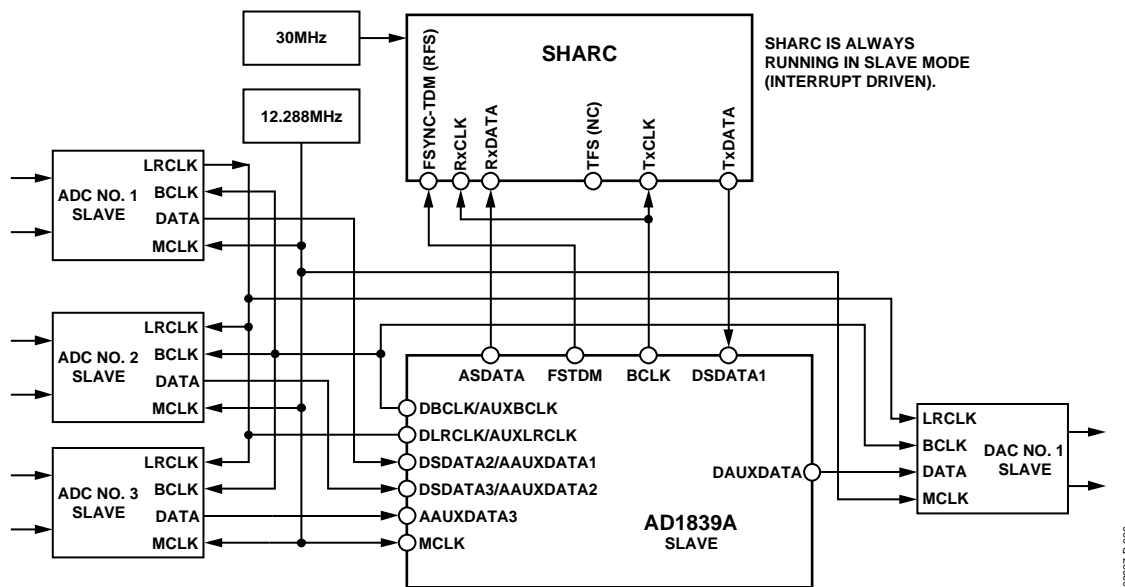 30MHz
SHARC
SHARC IS ALWAYS
RUNNING IN SLAVE MODE
(INTERRUPT DRIVEN).
12.288MHz
FSYNC-TDM (RFS)
RxCLK
RxDATA
TFS (NC)
TxCLK
TxDATA
ADC NO. 1
SLAVE
LRCLK
BCLK
DATA
MCLK
ADC NO. 2
SLAVE
LRCLK
BCLK
DATA
MCLK
ADC NO. 3
SLAVE
LRCLK
BCLK
DATA
MCLK
ASDATA
FSTDM
BCLK
DSDATA1
DBCLK/AUXBCLK
DLRCLK/AUXLRCLK
DSDATA2/AAUXDATA1
DSDATA3/AAUXDATA2
AAUXDATA3
MCLK
DAUXDATA
AD1839A
SLAVE
LRCLK
BCLK
DATA
MCLK
DAC NO. 1
SLAVE